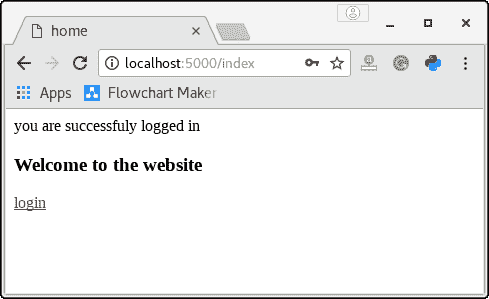 home
localhost:5000/index
Apps Flowchart Maker
you are successfuly logged in
Welcome to the website
login